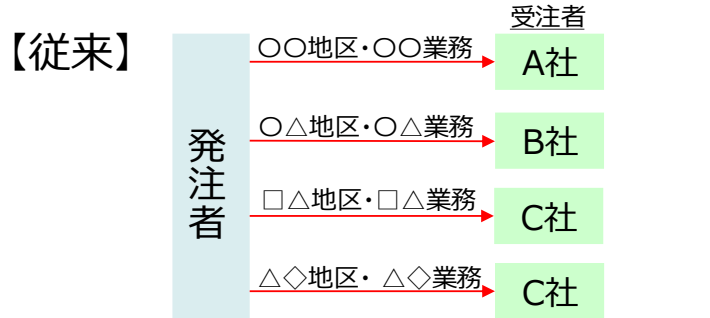 受注者
【従来】
発注者
〇〇地区・〇〇業務
A社
〇△地区・〇△業務
B社
□△地区・□△業務
C社
△◇地区・ △◇業務
C社